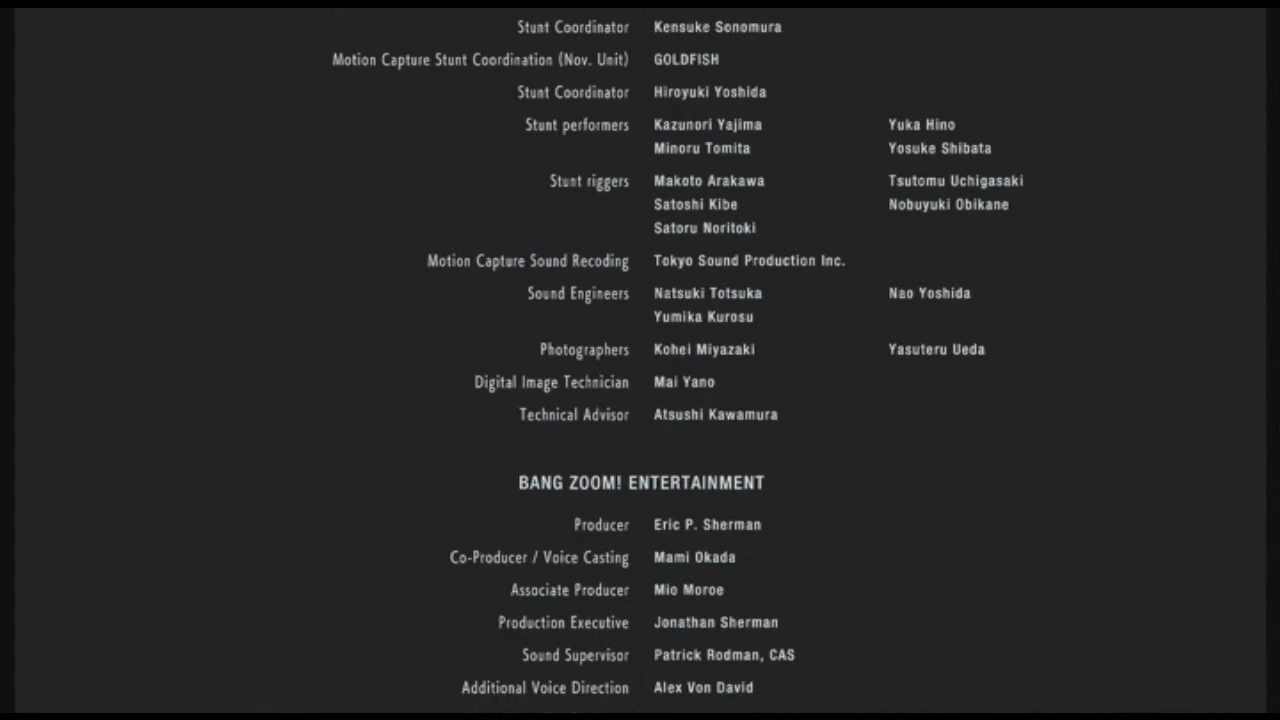 Stunt Coordinator Kensuke Sonomura
Motion Capture Stunt Coordination (Nov. Unit) GOLDFISH
Stunt Coordinator Hiroyuki Yoshida
Stunt performers Kazunori Yajima Yuka Hino
Minoru Tomita Yosuke Shibata
Stunt riggers Makoto Arakawa Tsutomu Uchigasaki
Satoshi Kibe Nobuyuki Obikane
Satoru Noritoki
Motion Capture Sound Recoding Tokyo Sound Production Inc.
Sound Engineers Natsuki Totsuka Nao Yoshida
Yumika Kurosu
Photographers Kohei Miyazaki Yasuteru Ueda
Digital Image Technician Mai Yano
Technical Advisor Atsushi Kawamura
BANG ZOOM! ENTERTAINMENT
Producer Eric P. Sherman
Co-Producer / Voice Casting Mami Okada
Associate Producer Mio Moroe
Production Executive Jonathan Sherman
Sound Supervisor Patrick Rodman, CAS
Additional Voice Direction Alex Von David